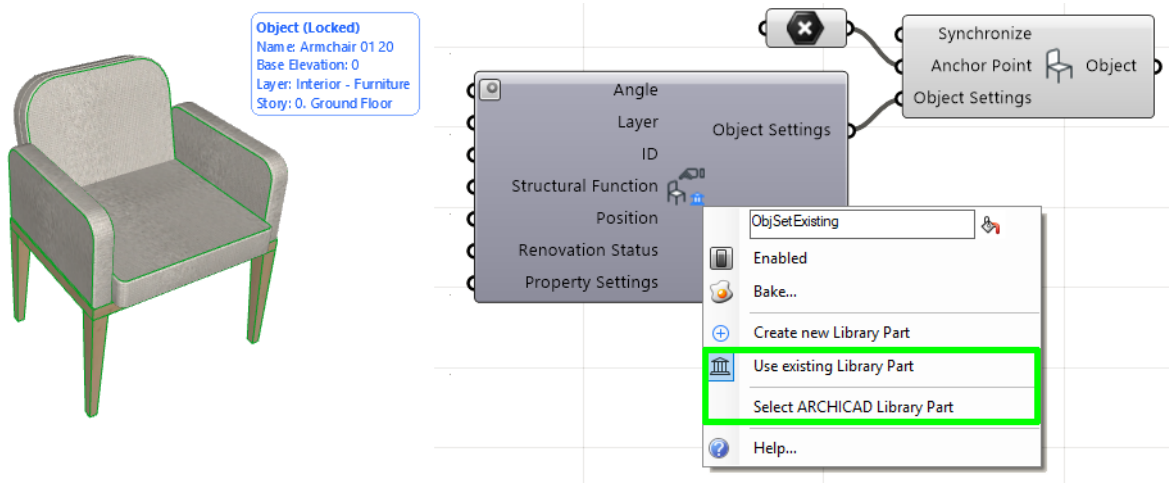 Object (Locked)
Name: Armchair 01 20
Base Elevation: 0
Layer: Interior - Furniture
Story: 0. Ground Floor
Synchronize
Anchor Point
Object
Object Settings
Angle
Layer
Object Settings
ID
Structural Function
Position
Renovation Status
Property Settings
ObjSetExisting
Enabled
Bake...
Create new Library Part
Use existing Library Part
Select ARCHICAD Library Part
Help...